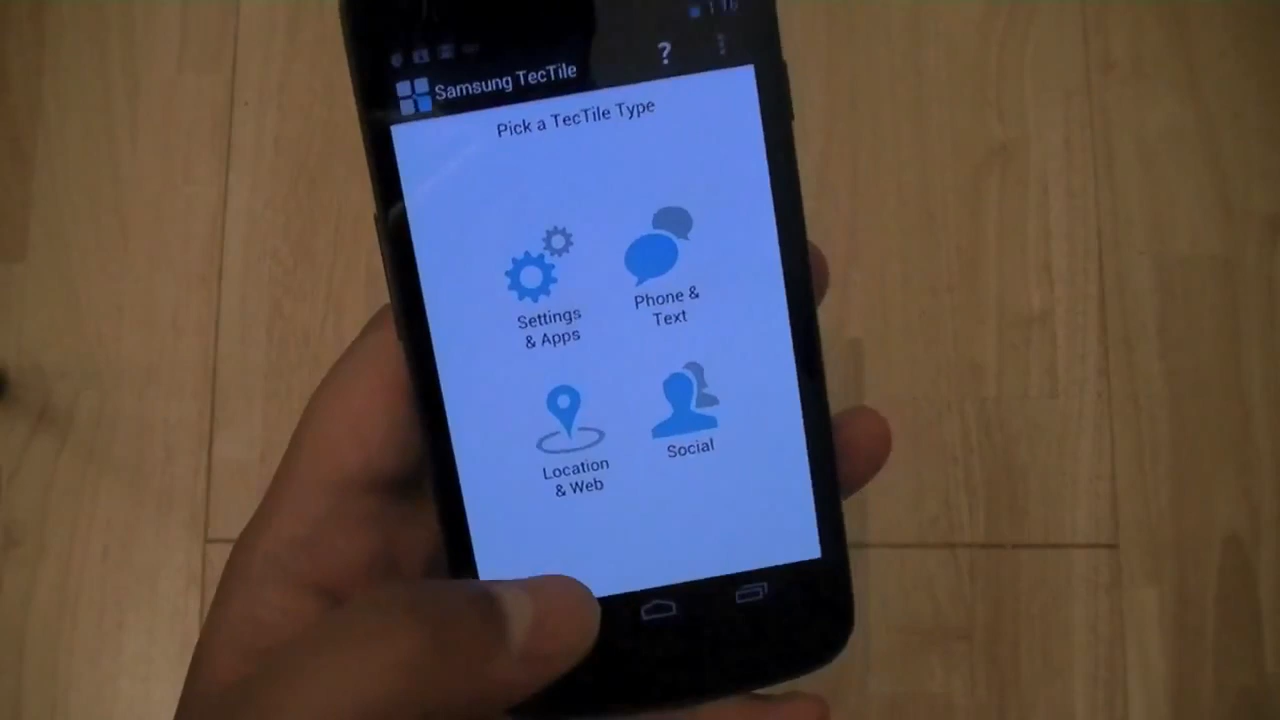 Samsung TecTile
?
Pick a TecTile Type
Settings
& Apps
Phone &
Text
Location
& Web
Social